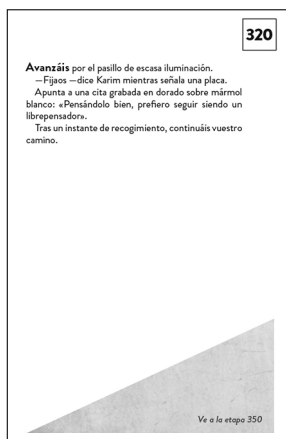 320
Avanzáis por el pasillo de escasa iluminación.
—Fijaos —dice Karim mientras señala una placa.
Apunta a una cita grabada en dorado sobre mármol
blanco: «Pensándolo bien, prefiero seguir siendo un
librepensador».
Tras un instante de recogimiento, continuáis vuestro
camino.
Ve a la etapa 350